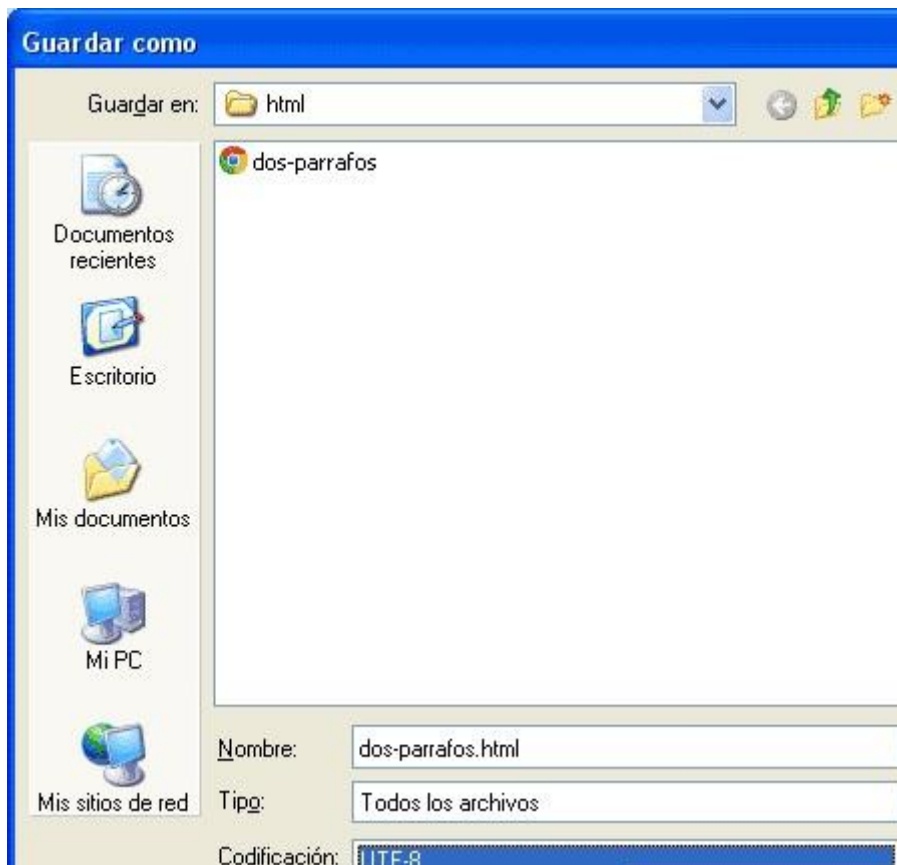 Guardar como
Guardar en: html
dos-parrafos
Documentos
recientes
Escritorio
Mis documentos
Mi PC
Mis sitios de red
Nombre: dos-parrafos.html
Tipo: Todos los archivos
Codificación: UTF-8